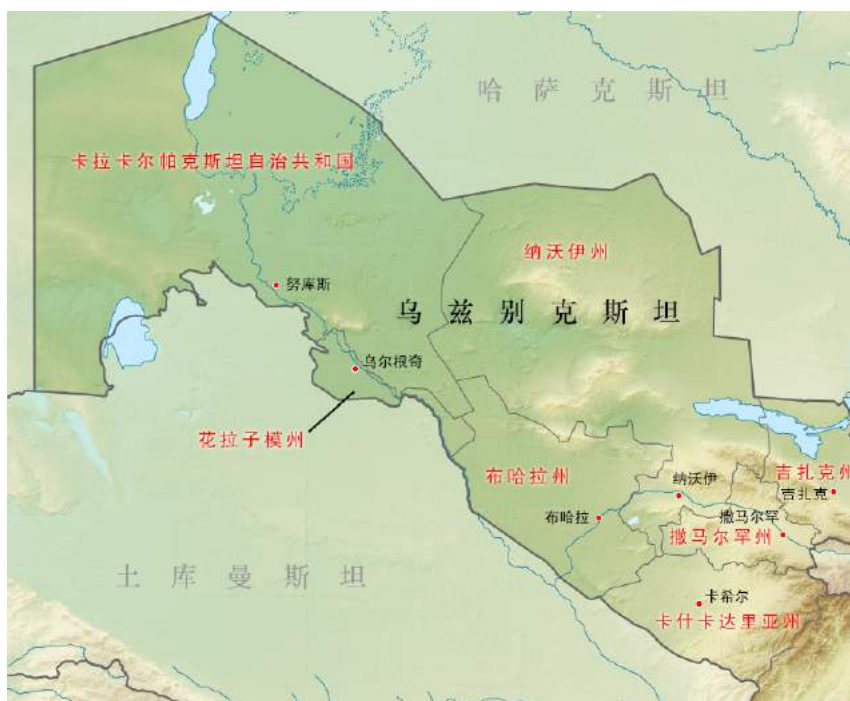 哈萨克斯坦
卡拉卡尔帕克斯坦自治共和国
纳沃伊州
努库斯
乌兹别克斯坦
乌尔根奇
花拉子模州
布哈拉州
吉扎克州
纳沃伊
吉扎克
布哈拉
撒马尔罕
撒马尔罕州
土库曼斯坦
卡希尔
卡什卡达里亚州